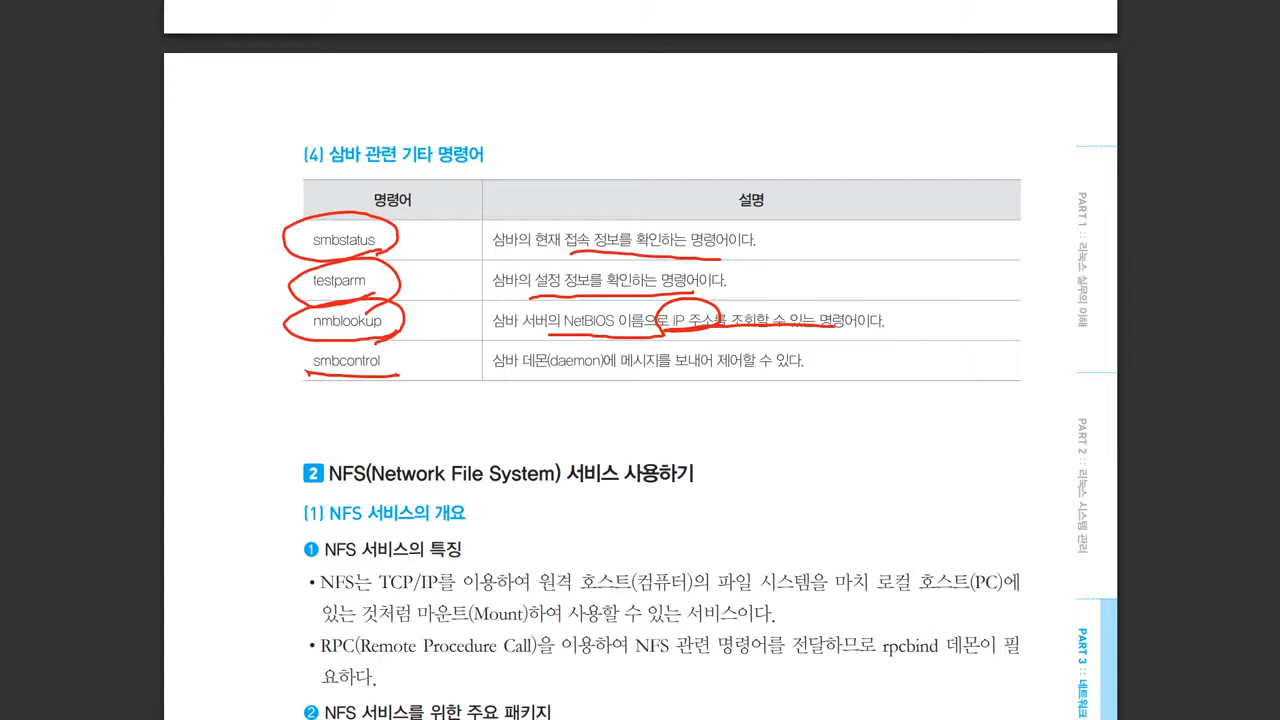 (4) 삼바 관련 기타 명령어
명령어 설명
smbstatus 삼바의 현재 접속 정보를 확인하는 명령어이다.
testparm 삼바의 설정 정보를 확인하는 명령어이다.
nmblookup 삼바 서버의 NetBIOS 이름으로 IP 주소를 조회할 수 있는 명령어이다.
smbcontrol 삼바 데몬(daemon)에 메시지를 보내어 제어할 수 있다.
2 NFS(Network File System) 서비스 사용하기
(1) NFS 서비스의 개요
❶ NFS 서비스의 특징
• NFS는 TCP/IP를 이용하여 원격 호스트(컴퓨터)의 파일 시스템을 마치 로컬 호스트(PC)에
있는 것처럼 마운트(Mount)하여 사용할 수 있는 서비스이다.
• RPC(Remote Procedure Call)을 이용하여 NFS 관련 명령어를 전달하므로 rpcbind 데몬이 필
요하다.
❷ NFS 서비스를 위한 주요 패키지
PART 1 :: 리눅스 실무의 이해
PART 2 :: 리눅스 시스템 관리
PART 3 :: 네트워크